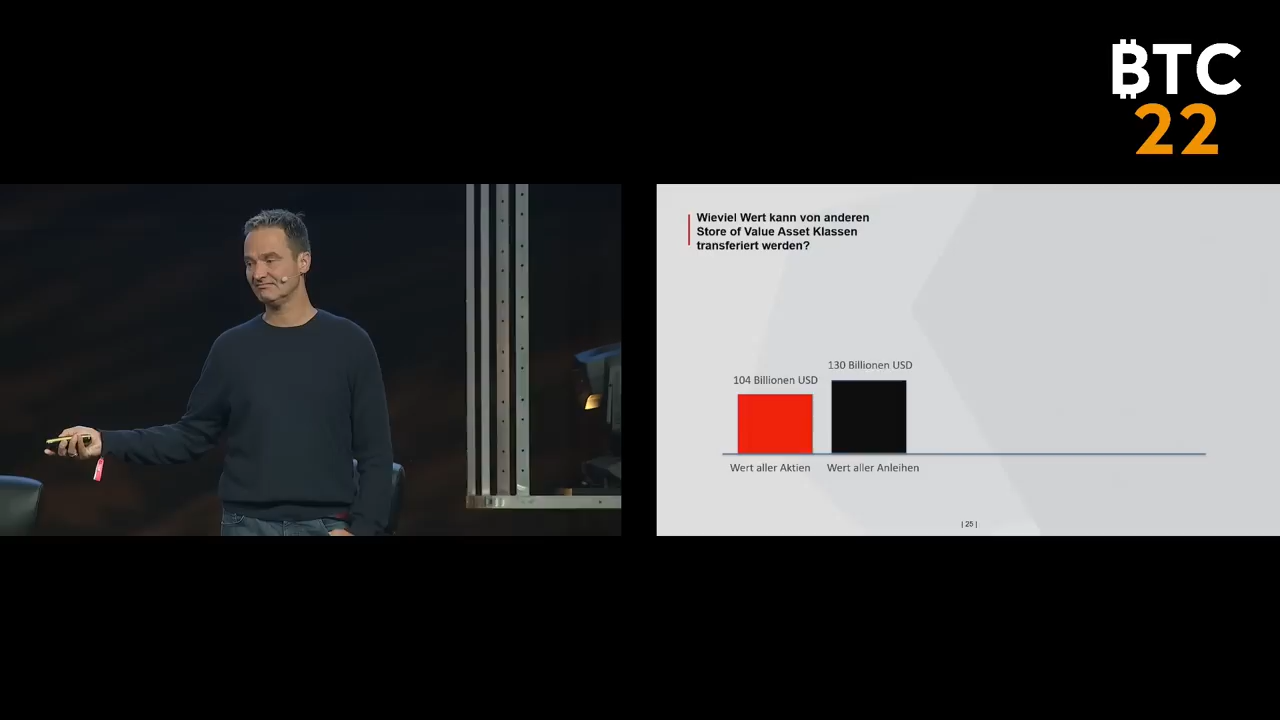 ₿TC
22
Wieviel Wert kann von anderen
Store of Value Asset Klassen
transferiert werden?
104 Billionen USD
130 Billionen USD
Wert aller Aktien
Wert aller Anleihen
| 25 |